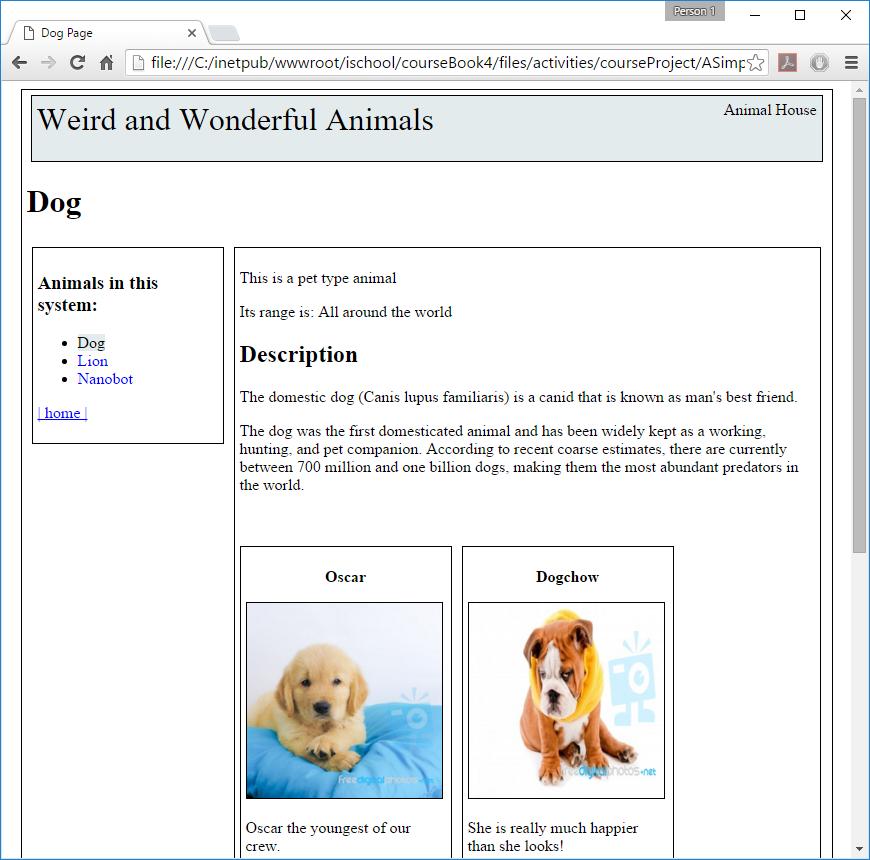 Person 1
Dog Page
file:///C:/inetpub/wwwroot/ischool/courseBook4/files/activities/courseProject/ASimp
Weird and Wonderful Animals
Animal House
Dog
Animals in this
system:
Dog
Lion
Nanobot
| home |
This is a pet type animal
Its range is: All around the world
Description
The domestic dog (Canis lupus familiaris) is a canid that is known as man's best friend.
The dog was the first domesticated animal and has been widely kept as a working,
hunting, and pet companion. According to recent coarse estimates, there are currently
between 700 million and one billion dogs, making them the most abundant predators in
the world.
Oscar
FreeDigitalPhotos.net
Oscar the youngest of our
crew.
Dogchow
FreeDigitalPhotos.net
She is really much happier
than she looks!